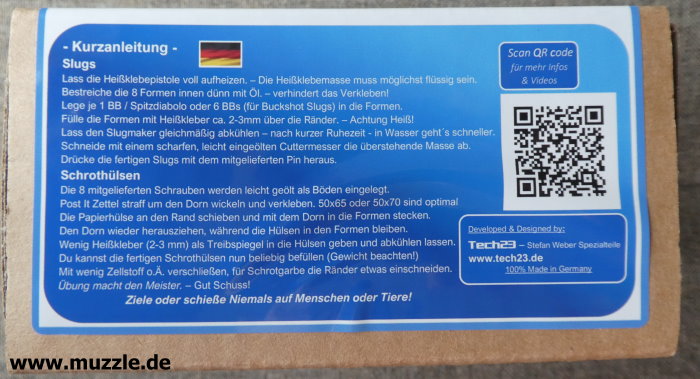 - Kurzanleitung -
Slugs
Lass die Heißklebepistole voll aufheizen. – Die Heißklebemasse muss möglichst flüssig sein.
Bestreiche die 8 Formen innen dünn mit Öl. – verhindert das Verkleben!
Lege je 1 BB / Spitzdiabolo oder 6 BBs (für Buckshot Slugs) in die Formen.
Fülle die Formen mit Heißkleber ca. 2-3mm über die Ränder. – Achtung Heiß!
Lass den Slugmaker gleichmäßig abkühlen – nach kurzer Ruhezeit - in Wasser geht´s schneller.
Schneide mit einem scharfen, leicht eingeölten Cuttermesser die überstehende Masse ab.
Drücke die fertigen Slugs mit dem mitgelieferten Pin heraus.
Schrothülsen
Die 8 mitgelieferten Schrauben werden leicht geölt als Böden eingelegt.
Post It Zettel straff um den Dorn wickeln und verkleben. 50x65 oder 50x70 sind optimal
Die Papierhülse an den Rand schieben und mit dem Dorn in die Formen stecken.
Den Dorn wieder herausziehen, während die Hülsen in den Formen bleiben.
Wenig Heißkleber (2-3 mm) als Treibspiegel in die Hülsen geben und abkühlen lassen.
Du kannst die fertigen Schrothülsen nun beliebig befüllen (Gewicht beachten!)
Mit wenig Zellstoff o.Ä. verschließen, für Schrotgarbe die Ränder etwas einschneiden.
Übung macht den Meister. – Gut Schuss!
Ziele oder schieße Niemals auf Menschen oder Tiere!
Scan QR code
für mehr Infos
& Videos
Developed & Designed by:
Tech23 – Stefan Weber Spezialteile
www.tech23.de
100% Made in Germany
www.muzzle.de